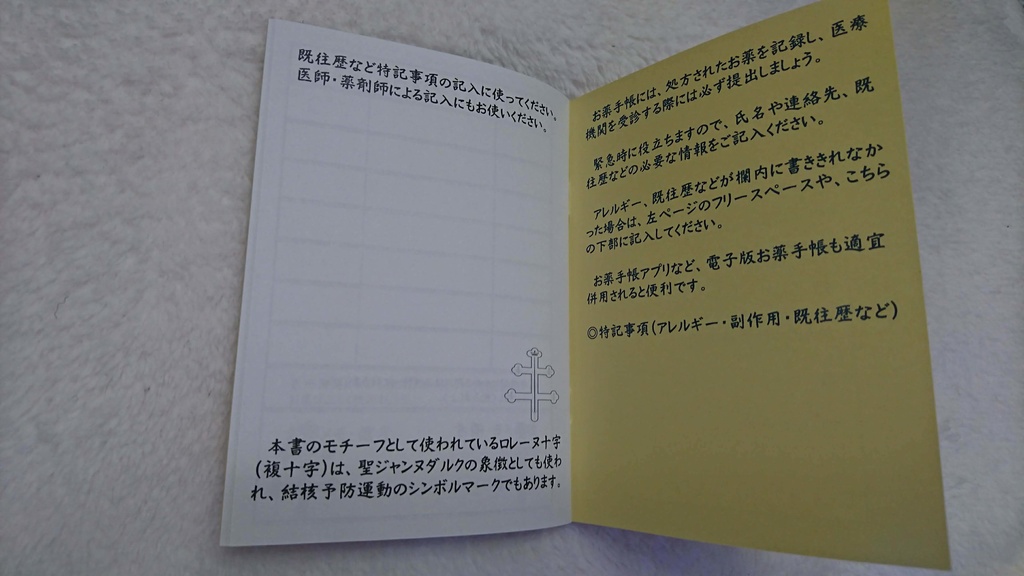 既往歴など特記事項の記入に使ってください。
医師・薬剤師による記入にもお使いください。
本書のモチーフとして使われているロレーヌ十字
(複十字)は、聖ジャンヌダルクの象徴としても使わ
れ、結核予防運動のシンボルマークでもあります。
お薬手帳には、処方されたお薬を記録し、医療
機関を受診する際には必ず提出しましょう。
緊急時に役立ちますので、氏名や連絡先、既
往歴などの必要な情報をご記入ください。
アレルギー、既往歴などが欄内に書ききれなか
った場合は、左ページのフリースペースや、こちら
の下部に記入してください。
お薬手帳アプリなど、電子版お薬手帳も適宜
併用されると便利です。
◎特記事項(アレルギー・副作用・既往歴など)